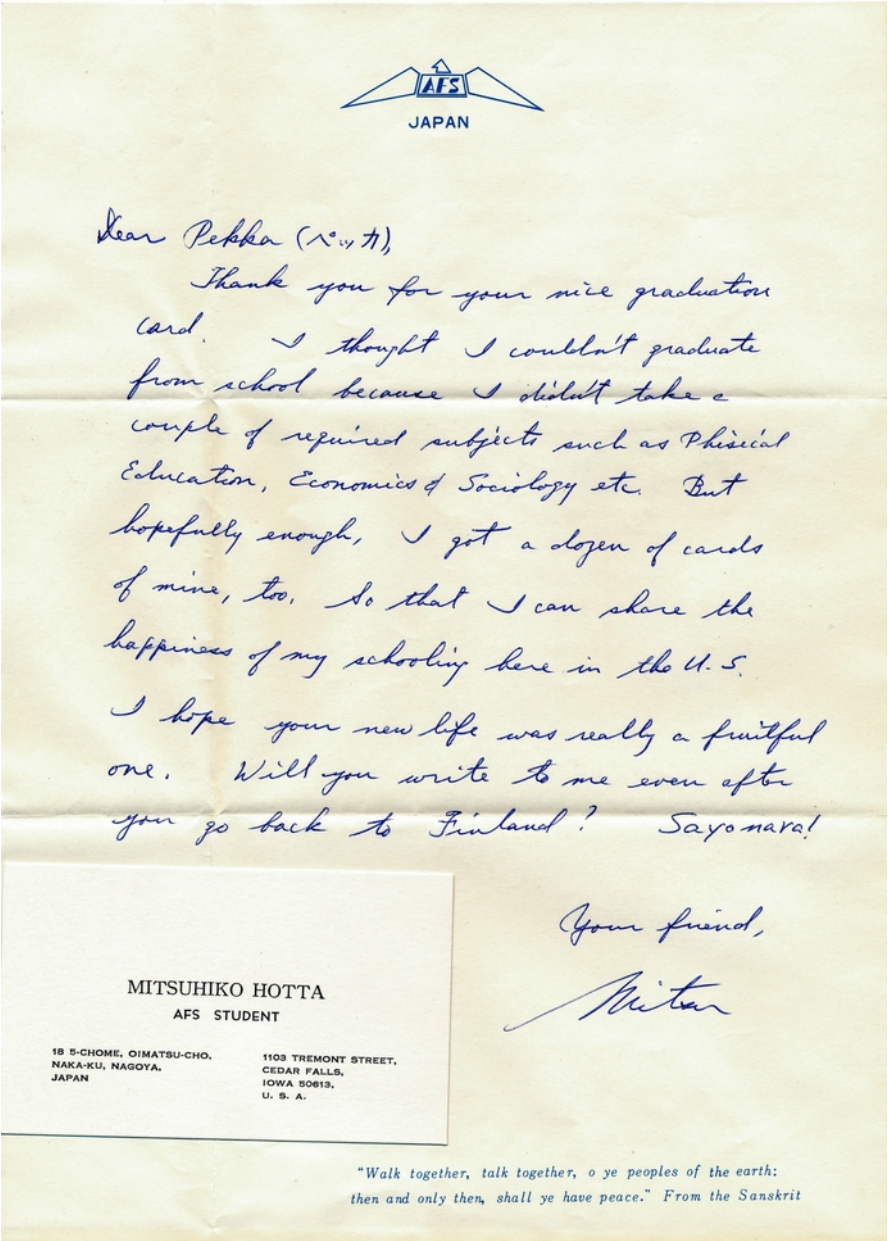 AFS
JAPAN
Dear Pekka (ペッカ),
Thank you for your nice graduation
card. I thought I couldn't graduate
from school because I didn't take a
couple of required subjects such as Phisical
Education, Economics & Sociology etc. But
hopefully enough, I got a dozen of cards
of mine, too. So that I can share the
happiness of my schooling here in the U.S.
I hope your new life was really a fruitful
one. Will you write to me even after
you go back to Finland? Sayonara!
Your friend,
Mitsu
MITSUHIKO HOTTA
AFS STUDENT
18 5-CHOME, OIMATSU-CHO,
NAKA-KU, NAGOYA,
JAPAN
1103 TREMONT STREET,
CEDAR FALLS,
IOWA 50613,
U. S. A.
"Walk together, talk together, o ye peoples of the earth:
then and only then, shall ye have peace." From the Sanskrit